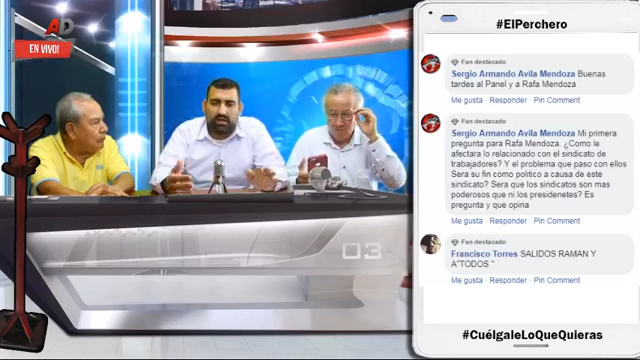 AD
EN VIVO!
03
#ElPerchero
Fan destacado
Sergio Armando Avila Mendoza Buenas
tardes al Panel y a Rafa Mendoza
Me gusta · Responder · Pin Comment
Fan destacado
Sergio Armando Avila Mendoza Mi primera
pregunta para Rafa Mendoza. ¿Como le
afectara lo relacionado con el sindicato de
trabajadores? Y el problema que paso con ellos
Sera su fin como politico a causa de este
sindicato? Sera que los sindicatos son mas
poderosos que ni los presidenetes? Es
pregunta y que opina
Me gusta · Responder · Pin Comment
Fan destacado
Francisco Torres SALIDOS RAMAN Y
A"TODOS "
Me gusta · Responder · Pin Comment
#CuélgaleLoQueQuieras